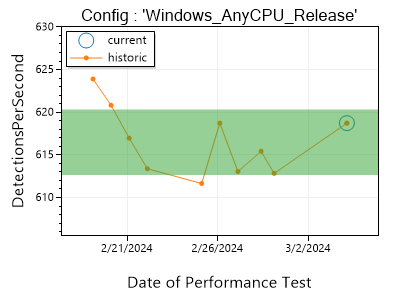 Config : 'Windows_AnyCPU_Release'
current
historic
DetectionsPerSecond
630
625
620
615
610
2/21/2024
2/26/2024
3/2/2024
Date of Performance Test